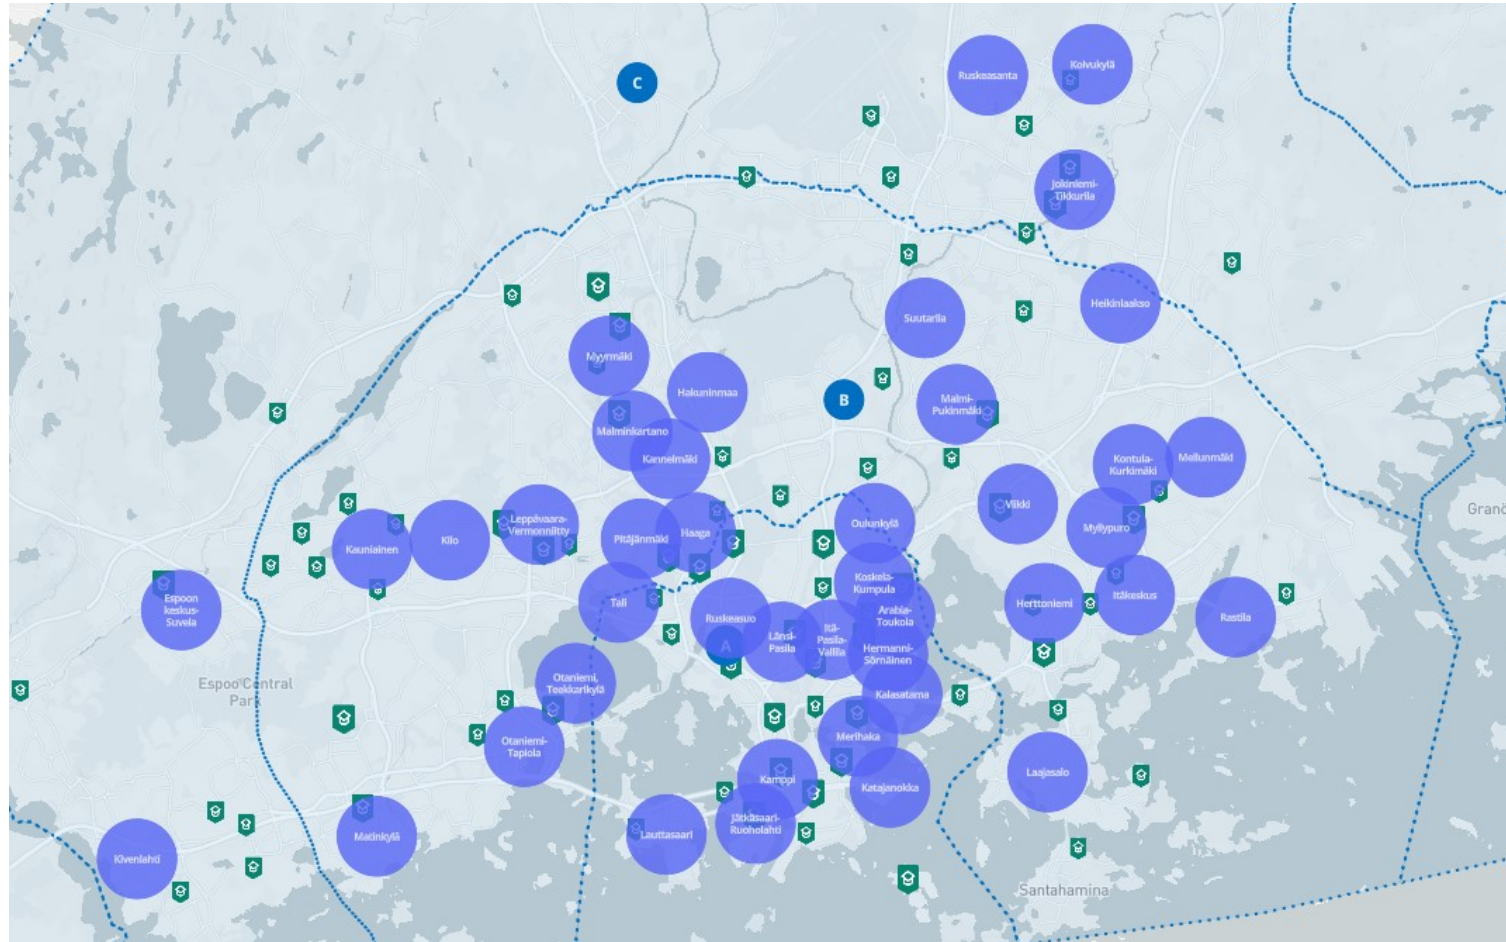 C
Ruskeasanta
Koivukylä
Jokiniemi-
Tikkurila
Heikinlaakso
Suutarila
Myyrmäki
Hakuninmaa
B
Malmi-
Pukinmäki
Malminkartano
Kannelmäki
Kontula-
Kurkimäki
Mellunmäki
Viikki
Leppävaara-
Vermonniitty
Oulunkylä
Myllypuro
Haaga
Pitäjänmäki
Kilo
Kauniainen
Espoon
keskus-
Suvela
Tali
Ruskeasuo
A
Länsi-
Pasila
Itä-
Pasila-
Vallila
Koskela-
Kumpula
Arabia-
Toukola
Hermanni-
Sörnäinen
Herttoniemi
Itäkeskus
Rastila
Espoo Central
Park
Otaniemi,
Teekkarikylä
Kalasatama
Otaniemi-
Tapiola
Merihaka
Kamppi
Katajanokka
Laajasalo
Jätkäsaari-
Ruoholahti
Lauttasaari
Matinkylä
Kivenlahti
Santahamina